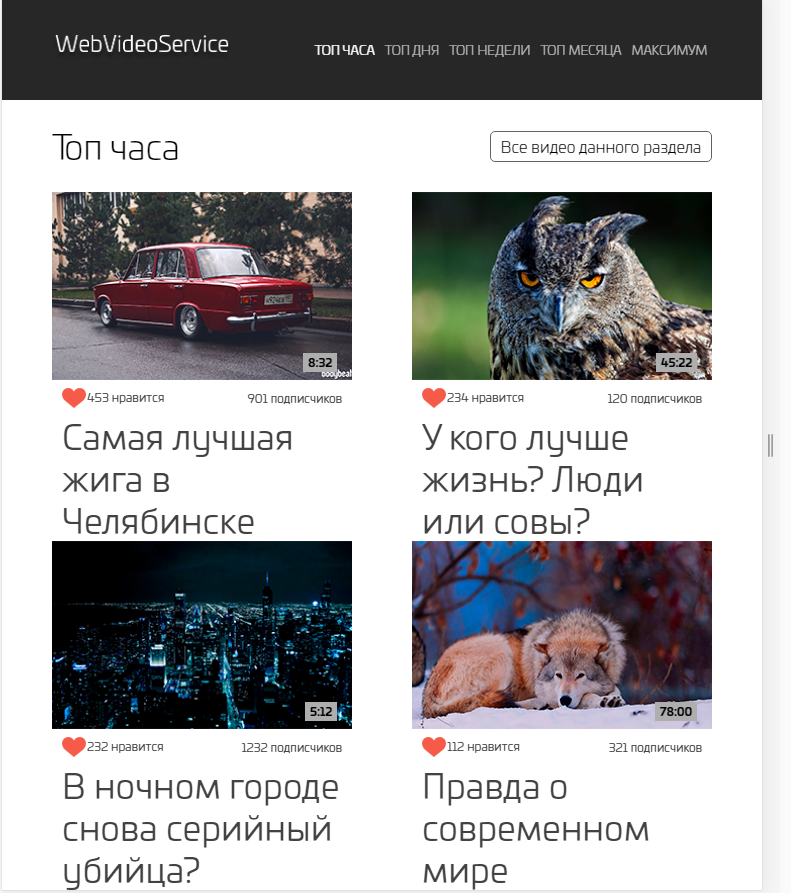 WebVideoService
ТОП ЧАСА ТОП ДНЯ ТОП НЕДЕЛИ ТОП МЕСЯЦА МАКСИМУМ
Топ часа
Все видео данного раздела
8:32
45:22
453 нравится
901 подписчиков
234 нравится
120 подписчиков
Самая лучшая
жига в
Челябинске
У кого лучше
жизнь? Люди
или совы?
5:12
78:00
232 нравится
1232 подписчиков
112 нравится
321 подписчиков
В ночном городе
снова серийный
убийца?
Правда о
современном
мире